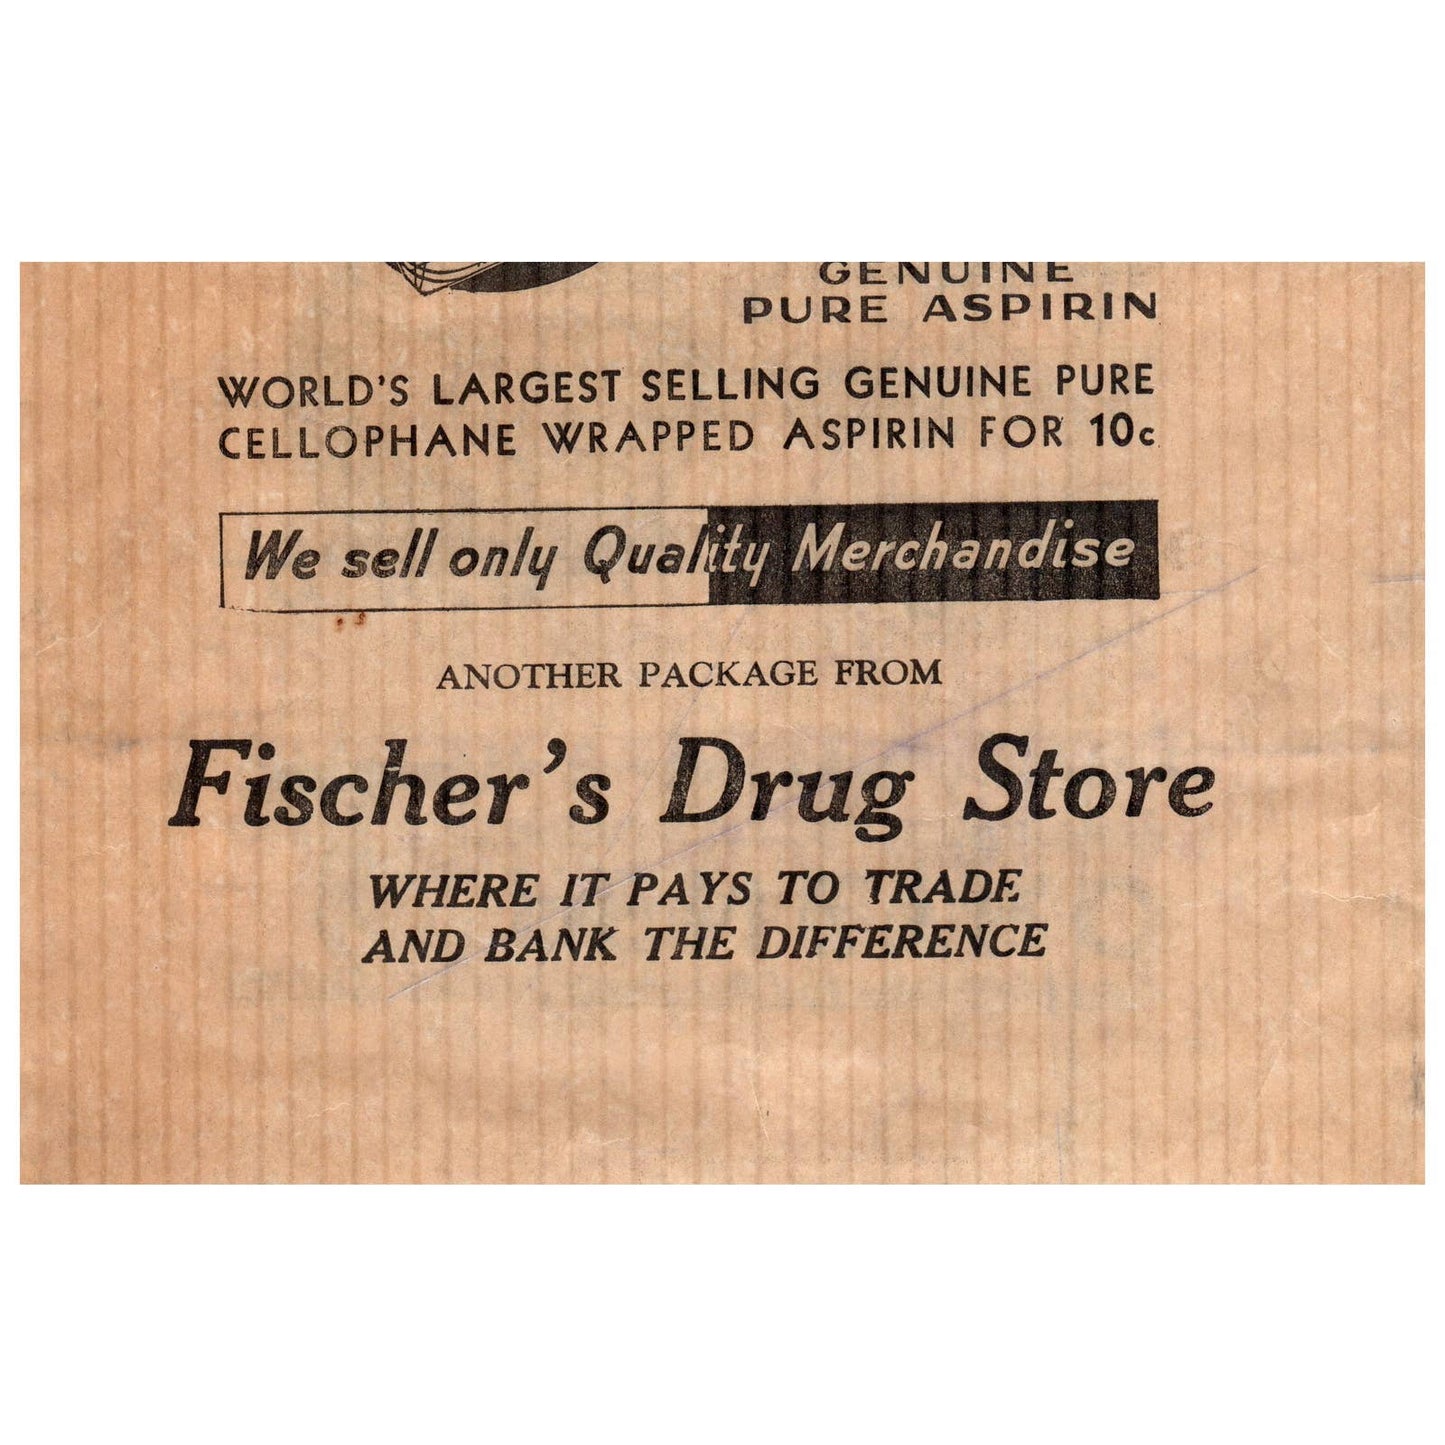 GENUINE
PURE ASPIRIN
WORLD'S LARGEST SELLING GENUINE PURE
CELLOPHANE WRAPPED ASPIRIN FOR 10c
We sell only Quality Merchandise
ANOTHER PACKAGE FROM
Fischer's Drug Store
WHERE IT PAYS TO TRADE
AND BANK THE DIFFERENCE